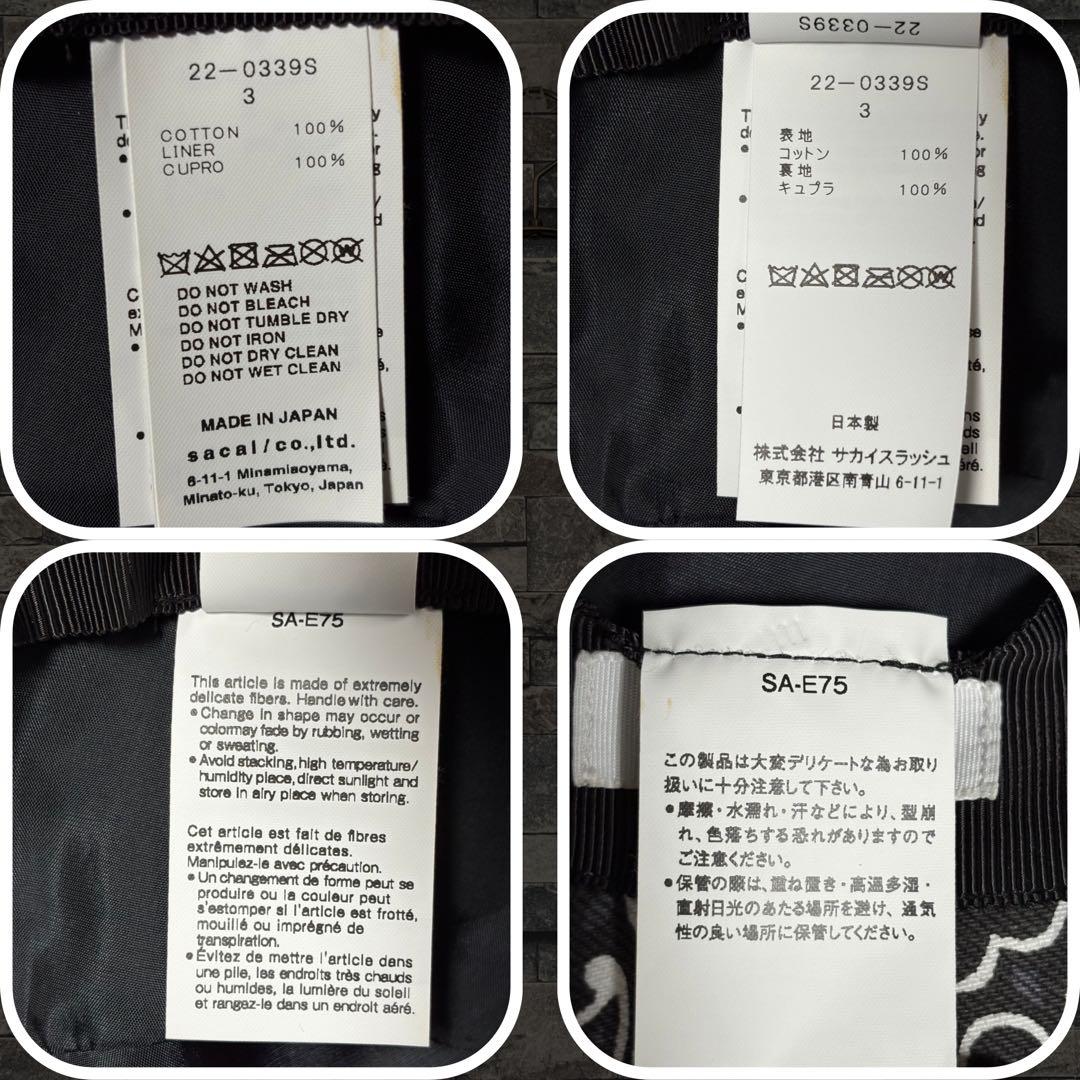 22-0339S
3
COTTON 100%
LINER
CUPRO 100%
DO NOT WASH
DO NOT BLEACH
DO NOT TUMBLE DRY
DO NOT IRON
DO NOT DRY CLEAN
DO NOT WET CLEAN
MADE IN JAPAN
sacai/co.,ltd.
6-11-1 Minamiaoyama,
Minato-ku, Tokyo, Japan
22-0339S
22-0339S
3
表地
コットン 100%
裏地
キュプラ 100%
日本製
株式会社 サカイスラッシュ
東京都港区南青山 6-11-1
SA-E75
This article is made of extremely
delicate fibers. Handle with care.
●Change in shape may occur or
colormay fade by rubbing, wetting
or sweating.
●Avoid stacking, high temperature/
humidity place, direct sunlight and
store in airy place when storing.
Cet article est fait de fibres
extrêmement délicates.
Manipulez-le avec précaution.
●Un changement de forme peut se
produire ou la couleur peut
s'estomper si l'article est frotté,
mouillé ou imprégné de
transpiration.
●Évitez de mettre l'article dans
une pile, les endroits très chauds
ou humides, la lumière du soleil
et rangez-le dans un endroit aéré.
SA-E75
この製品は大変デリケートな為お取り
扱いに十分注意して下さい。
●摩擦・水濡れ・汗などにより、型崩
れ、色落ちする恐れがありますので
ご注意ください。
●保管の際は、重ね置き・高温多湿・
直射日光のあたる場所を避け、通気
性の良い場所に保管してください。